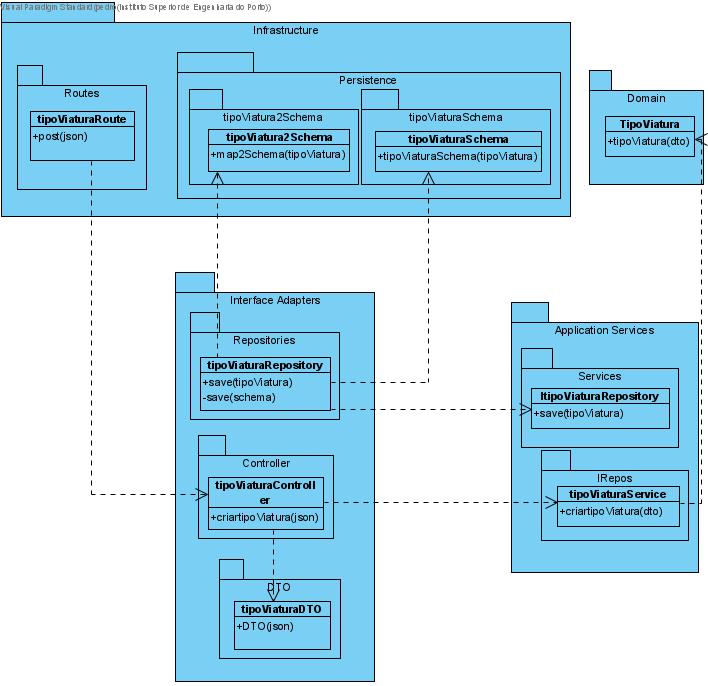 Visual Paradigm Standard(pedro(Instituto Superior de Engenharia do Porto))
Infrastructure
Routes
tipoViaturaRoute
+post(json)
Persistence
tipoViatura2Schema
tipoViatura2Schema
+map2Schema(tipoViatura)
tipoViaturaSchema
tipoViaturaSchema
+tipoViaturaSchema(tipoViatura)
Domain
TipoViatura
+tipoViatura(dto)
Interface Adapters
Repositories
tipoViaturaRepository
+save(tipoViatura)
-save(schema)
Controller
tipoViaturaControll
er
+criartipoViatura(json)
DTO
tipoViaturaDTO
+DTO(json)
Application Services
Services
ItipoViaturaRepository
+save(tipoViatura)
IRepos
tipoViaturaService
+criartipoViatura(dto)